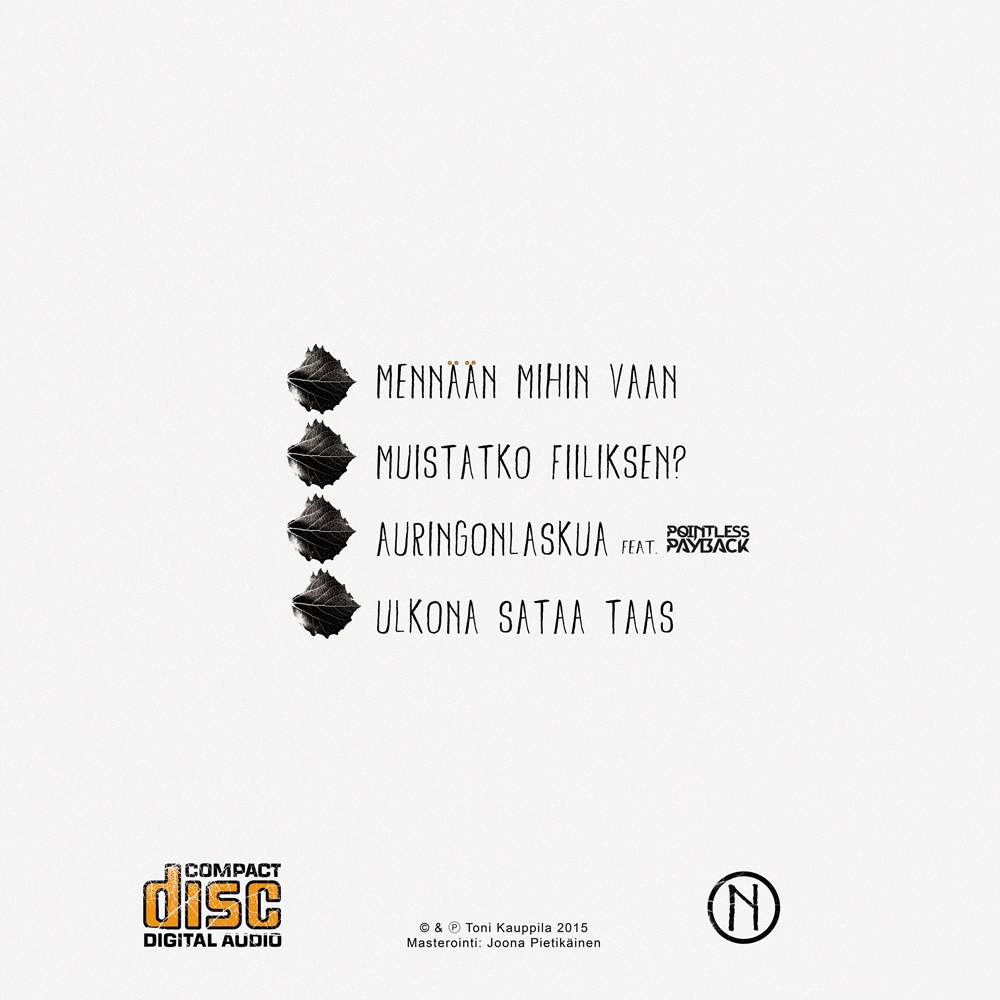 MENNÄÄN MIHIN VAAN
MUISTATKO FIILIKSEN?
AURINGONLASKUA FEAT. POINTLESS PAYBACK
ULKONA SATAA TAAS
COMPACT
disc
DIGITAL AUDIO
© & ℗ Toni Kauppila 2015
Masterointi: Joona Pietikäinen
N